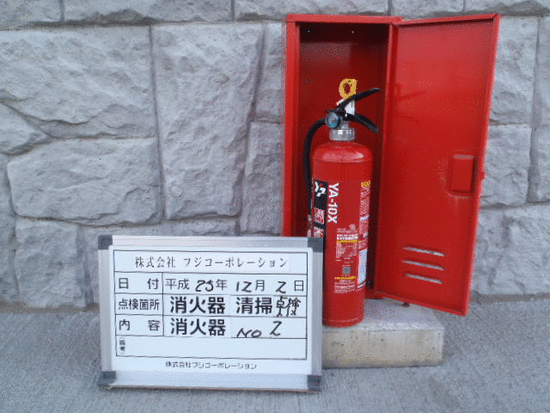 株式会社 フジコーポレーション
日 付 平成 25年 12月 2日
点検箇所 消火器 清掃 点検
内 容 消火器 No 2
備考
株式会社フジコーポレーション
YA-10X